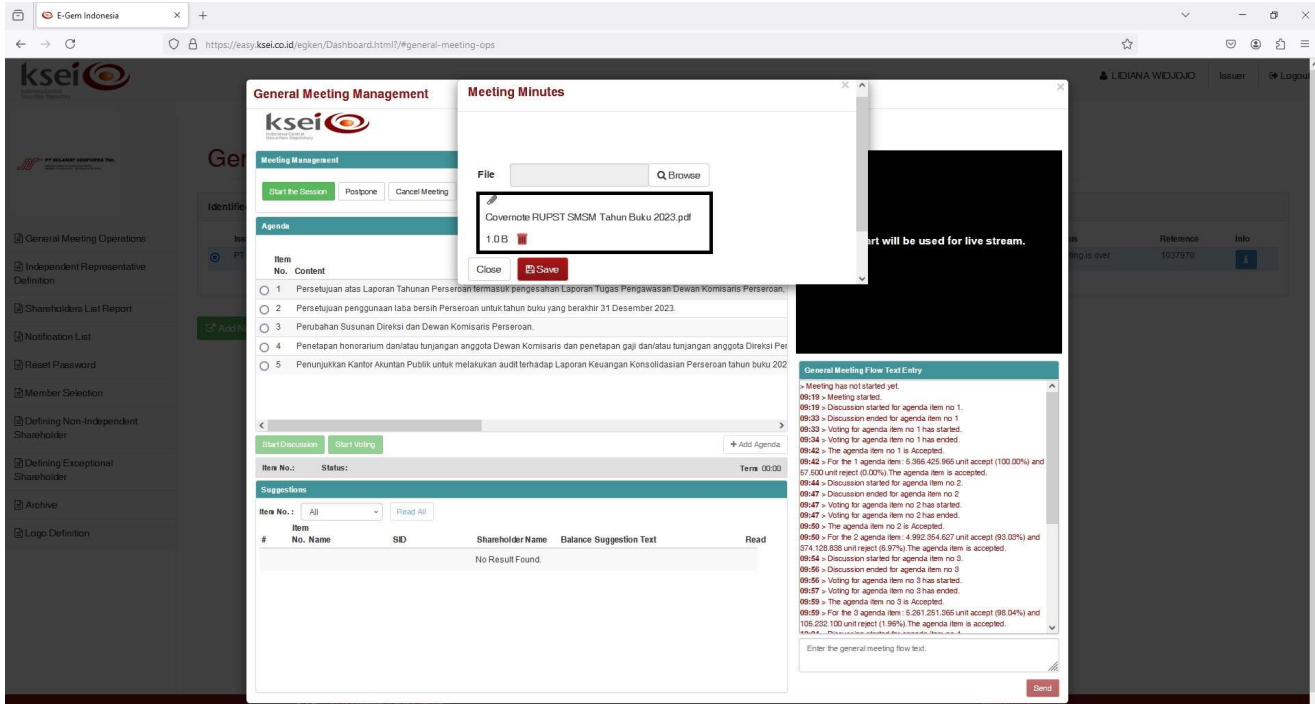 E-Gem Indonesia
https://easy.ksei.co.id/egken/Dashboard.html?/#general-meeting-ops
ksei
LIDIANA WIDJOJO
Issuer
Logout
PT SELAMAT SEMPURNA Tbk.
Ger
Identifie
Iss
PT
us
Reference
Info
ting is over
1037978
i
General Meeting Operations
Independent Representative
Definition
Shareholders List Report
Notification List
Reset Password
Member Selection
Defining Non-Independent
Shareholder
Defining Exceptional
Shareholder
Archive
Logo Definition
Add N
General Meeting Management
ksei
Indonesia Central
Securities Depository
Meeting Management
Start the Session
Postpone
Cancel Meeting
Meeting Minutes
File
Browse
Covernote RUPST SMSM Tahun Buku 2023.pdf
1.0 B
Close
Save
Agenda
Item
No. Content
1 Persetujuan atas Laporan Tahunan Perseroan termasuk pengesahan Laporan Tugas Pengawasan Dewan Komisaris Perseroan.
2 Persetujuan penggunaan laba bersih Perseroan untuk tahun buku yang berakhir 31 Desember 2023.
3 Perubahan Susunan Direksi dan Dewan Komisaris Perseroan.
4 Penetapan honorarium dan/atau tunjangan anggota Dewan Komisaris dan penetapan gaji dan/atau tunjangan anggota Direksi Per
5 Penunjukkan Kantor Akuntan Publik untuk melakukan audit terhadap Laporan Keuangan Konsolidasian Perseroan tahun buku 202
Start Discussion
Start Voting
+ Add Agenda
Item No.: Status: Term 00:00
Suggestions
Item No. : All
Read All
Item
# No. Name SID Shareholder Name Balance Suggestion Text Read
No Result Found.
art will be used for live stream.
General Meeting Flow Text Entry
> Meeting has not started yet.
09:19 > Meeting started.
09:19 > Discussion started for agenda item no 1.
09:33 > Discussion ended for agenda item no 1
09:33 > Voting for agenda item no 1 has started.
09:34 > Voting for agenda item no 1 has ended.
09:42 > The agenda item no 1 is Accepted.
09:42 > For the 1 agenda item : 5.366.425.965 unit accept (100.00%) and
57.500 unit reject (0.00%).The agenda item is accepted.
09:44 > Discussion started for agenda item no 2.
09:47 > Discussion ended for agenda item no 2
09:47 > Voting for agenda item no 2 has started.
09:47 > Voting for agenda item no 2 has ended.
09:50 > The agenda item no 2 is Accepted.
09:50 > For the 2 agenda item : 4.992.354.627 unit accept (93.03%) and
374.128.838 unit reject (6.97%).The agenda item is accepted.
09:54 > Discussion started for agenda item no 3.
09:56 > Discussion ended for agenda item no 3
09:56 > Voting for agenda item no 3 has started.
09:57 > Voting for agenda item no 3 has ended.
09:59 > The agenda item no 3 is Accepted.
09:59 > For the 3 agenda item : 5.261.251.365 unit accept (98.04%) and
105.232.100 unit reject (1.96%).The agenda item is accepted.
Enter the general meeting flow text.
Send